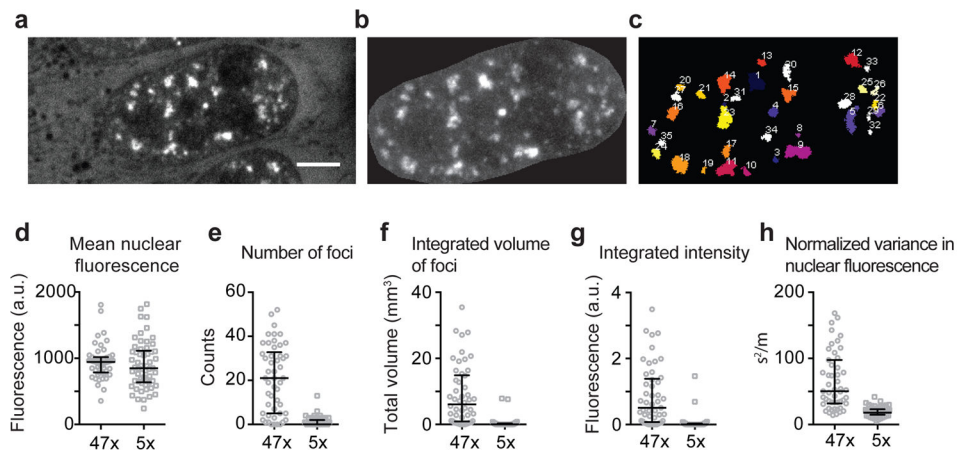 a b c
13
12
14 1 30 33
20 21 31 15 25 26
16 2 4 28 22
3 5
7 8 34 32
35 17 9
18 19 11 10 3
d e f g h
Mean nuclear fluorescence
Number of foci
Integrated volume of foci
Integrated intensity
Normalized variance in nuclear fluorescence
Fluorescence (a.u.)
2000
1000
0
47x 5x
Counts
60
40
20
0
47x 5x
Total volume (mm³)
40
20
0
47x 5x
Fluorescence (a.u.)
4
3
2
1
0
47x 5x
s²/m
200
100
0
47x 5x